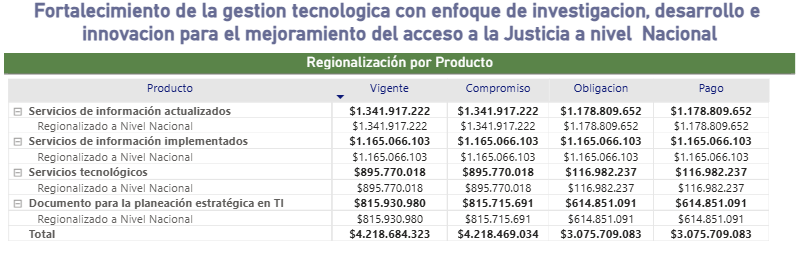 Fortalecimiento de la gestion tecnologica con enfoque de investigacion, desarrollo e
innovacion para el mejoramiento del acceso a la Justicia a nivel Nacional
Regionalización por Producto
Producto Vigente Compromiso Obligacion Pago
Servicios de información actualizados $1.341.917.222 $1.341.917.222 $1.178.809.652 $1.178.809.652
Regionalizado a Nivel Nacional $1.341.917.222 $1.341.917.222 $1.178.809.652 $1.178.809.652
Servicios de información implementados $1.165.066.103 $1.165.066.103 $1.165.066.103 $1.165.066.103
Regionalizado a Nivel Nacional $1.165.066.103 $1.165.066.103 $1.165.066.103 $1.165.066.103
Servicios tecnológicos $895.770.018 $895.770.018 $116.982.237 $116.982.237
Regionalizado a Nivel Nacional $895.770.018 $895.770.018 $116.982.237 $116.982.237
Documento para la planeación estratégica en TI $815.930.980 $815.715.691 $614.851.091 $614.851.091
Regionalizado a Nivel Nacional $815.930.980 $815.715.691 $614.851.091 $614.851.091
Total $4.218.684.323 $4.218.469.034 $3.075.709.083 $3.075.709.083